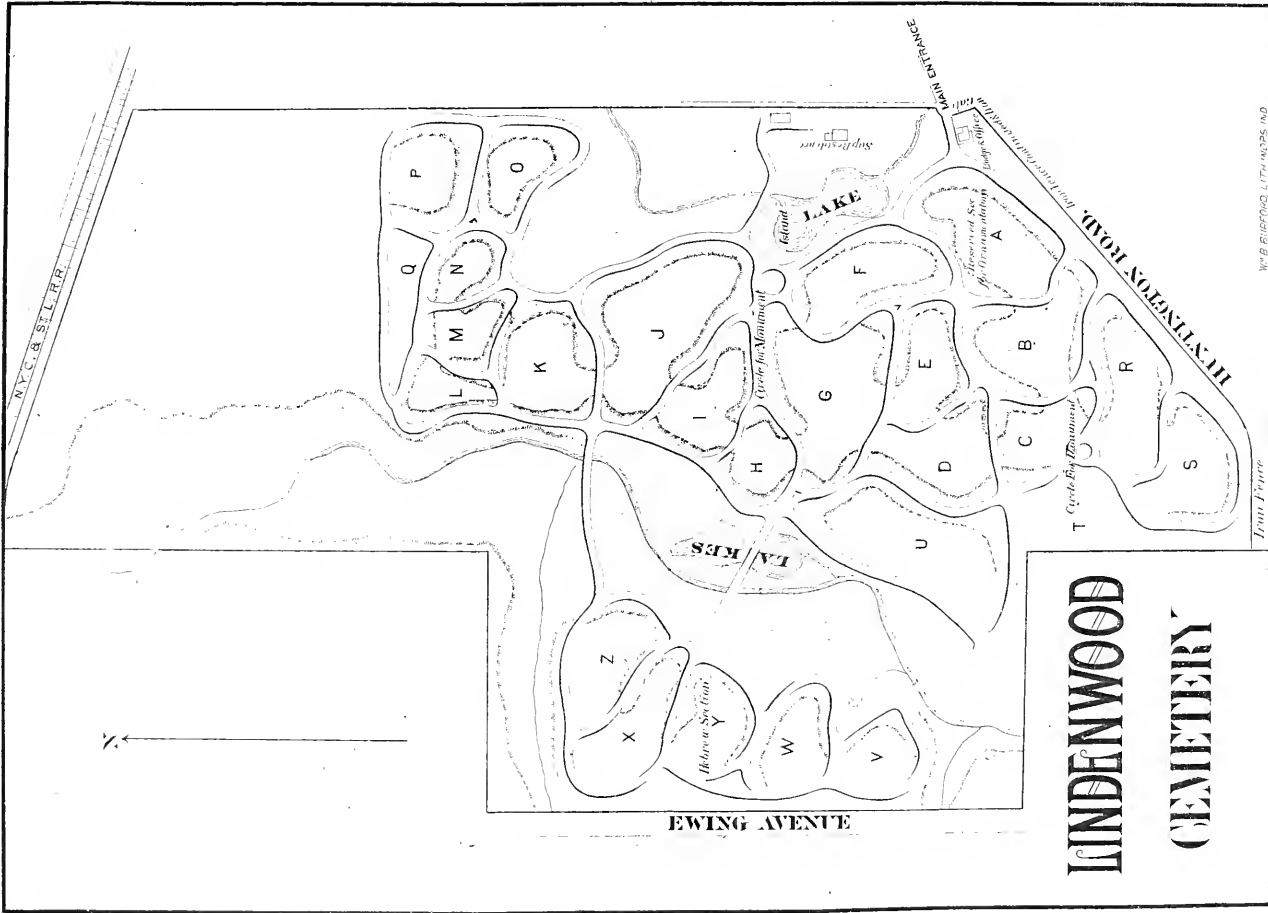 LINDENWOOD
CEMETERY
N.Y.C. & ST. L. R.R.
MAIN ENTRANCE
Lodge & Office
HUNTINGTON ROAD.
Iron Fence
Sup Residence
LAKE
Island
LAKES
Circle for Monument
Circle For Monument
Reserved Sec
For Ornamentation
Hebrew Section
EWING AVENUE
P
O
Q
N
M
L
K
J
I
H
G
F
A
E
B
D
C
R
S
T
U
Z
X
Y
W
V
N
WM B. BURFORD, LITH. INDPS. IND.